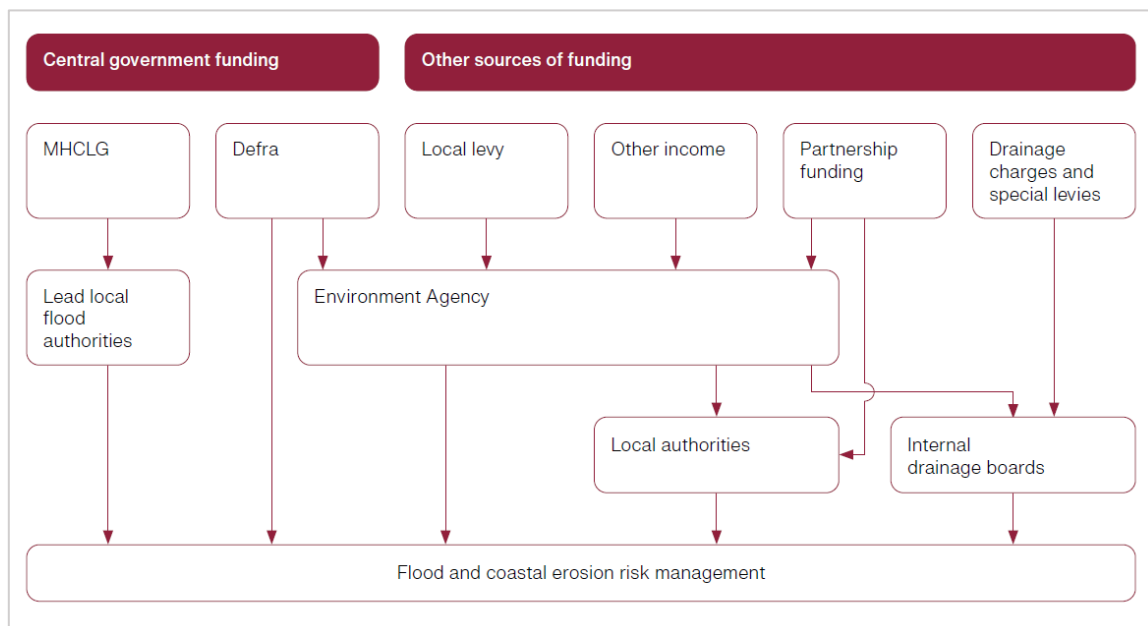 Central government funding
Other sources of funding
MHCLG
Defra
Local levy
Other income
Partnership
funding
Drainage
charges and
special levies
Lead local
flood
authorities
Environment Agency
Local authorities
Internal
drainage boards
Flood and coastal erosion risk management